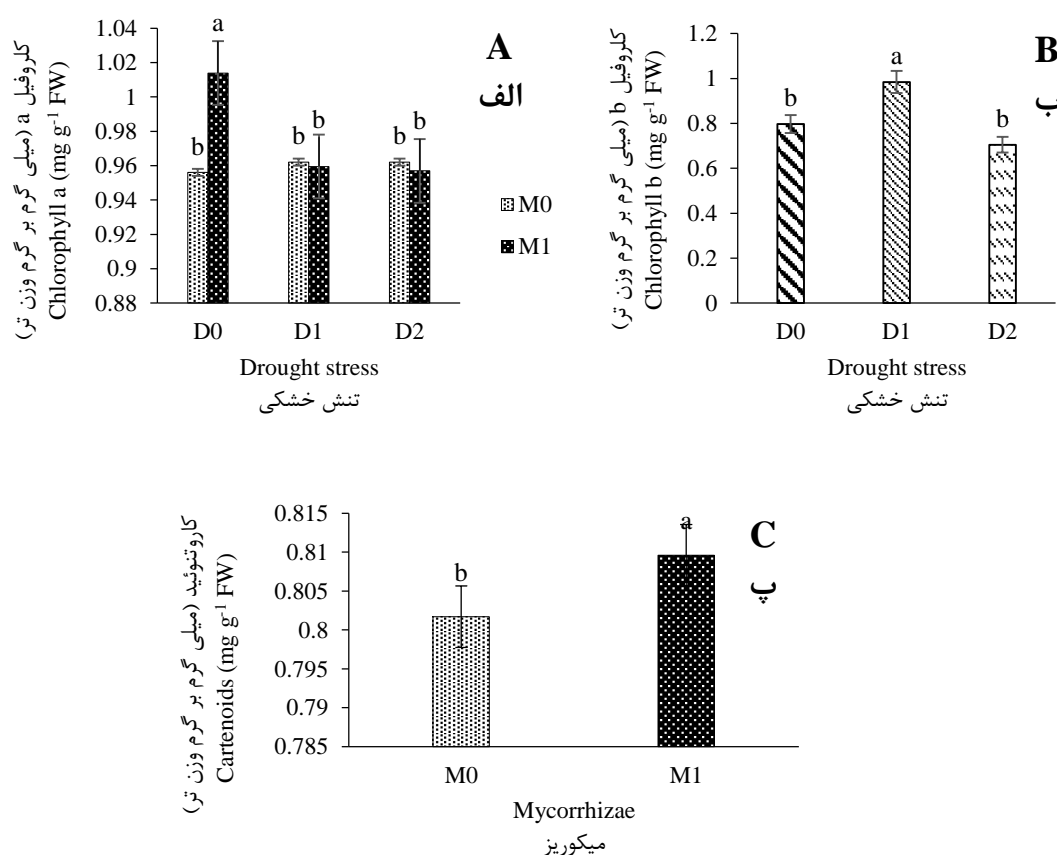 کلروفیل a (میلی گرم بر گرم وزن تر)
Chlorophyll a (mg g-1 FW)
1.04
1.02
1
0.98
0.96
0.94
0.92
0.9
0.88
b
a
b
b
b
b
D0
D1
D2
Drought stress
تنش خشکی
A
الف
M0
M1
کلروفیل b (میلی گرم بر گرم وزن تر)
Chlorophyll b (mg g-1 FW)
1.2
1
0.8
0.6
0.4
0.2
0
b
a
b
D0
D1
D2
Drought stress
تنش خشکی
B
ب
کاروتنوئید (میلی گرم بر گرم وزن تر)
Cartenoids (mg g-1 FW)
0.815
0.81
0.805
0.8
0.795
0.79
0.785
b
a
M0
M1
Mycorrhizae
میکوریز
C
پ